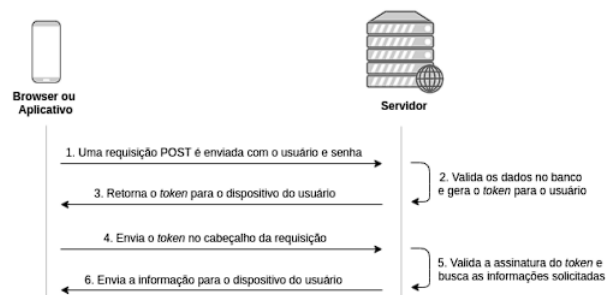 Browser ou
Aplicativo
Servidor
1. Uma requisição POST é enviada com o usuário e senha
2. Valida os dados no banco
e gera o token para o usuário
3. Retorna o token para o dispositivo do usuário
4. Envia o token no cabeçalho da requisição
5. Valida a assinatura do token e
busca as informações solicitadas
6. Envia a informação para o dispositivo do usuário